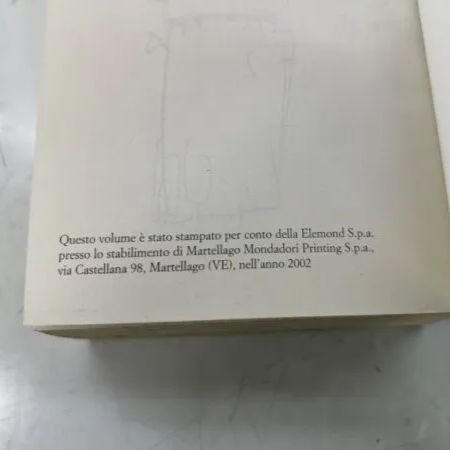 Questo volume è stato stampato per conto della Elemond S.p.a.
presso lo stabilimento di Martellago Mondadori Printing S.p.a.,
via Castellana 98, Martellago (VE), nell'anno 2002